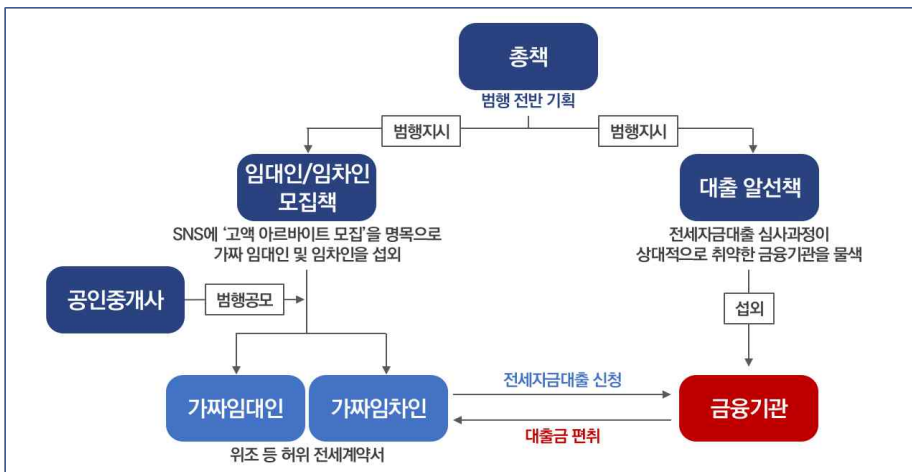 총책
범행 전반 기획
범행지시
범행지시
임대인/임차인
모집책
대출 알선책
SNS에 ‘고액 아르바이트 모집’을 명목으로
가짜 임대인 및 임차인을 섭외
전세자금대출 심사과정이
상대적으로 취약한 금융기관을 물색
공인중개사
범행공모
섭외
가짜임대인
가짜임차인
전세자금대출 신청
대출금 편취
금융기관
위조 등 허위 전세계약서